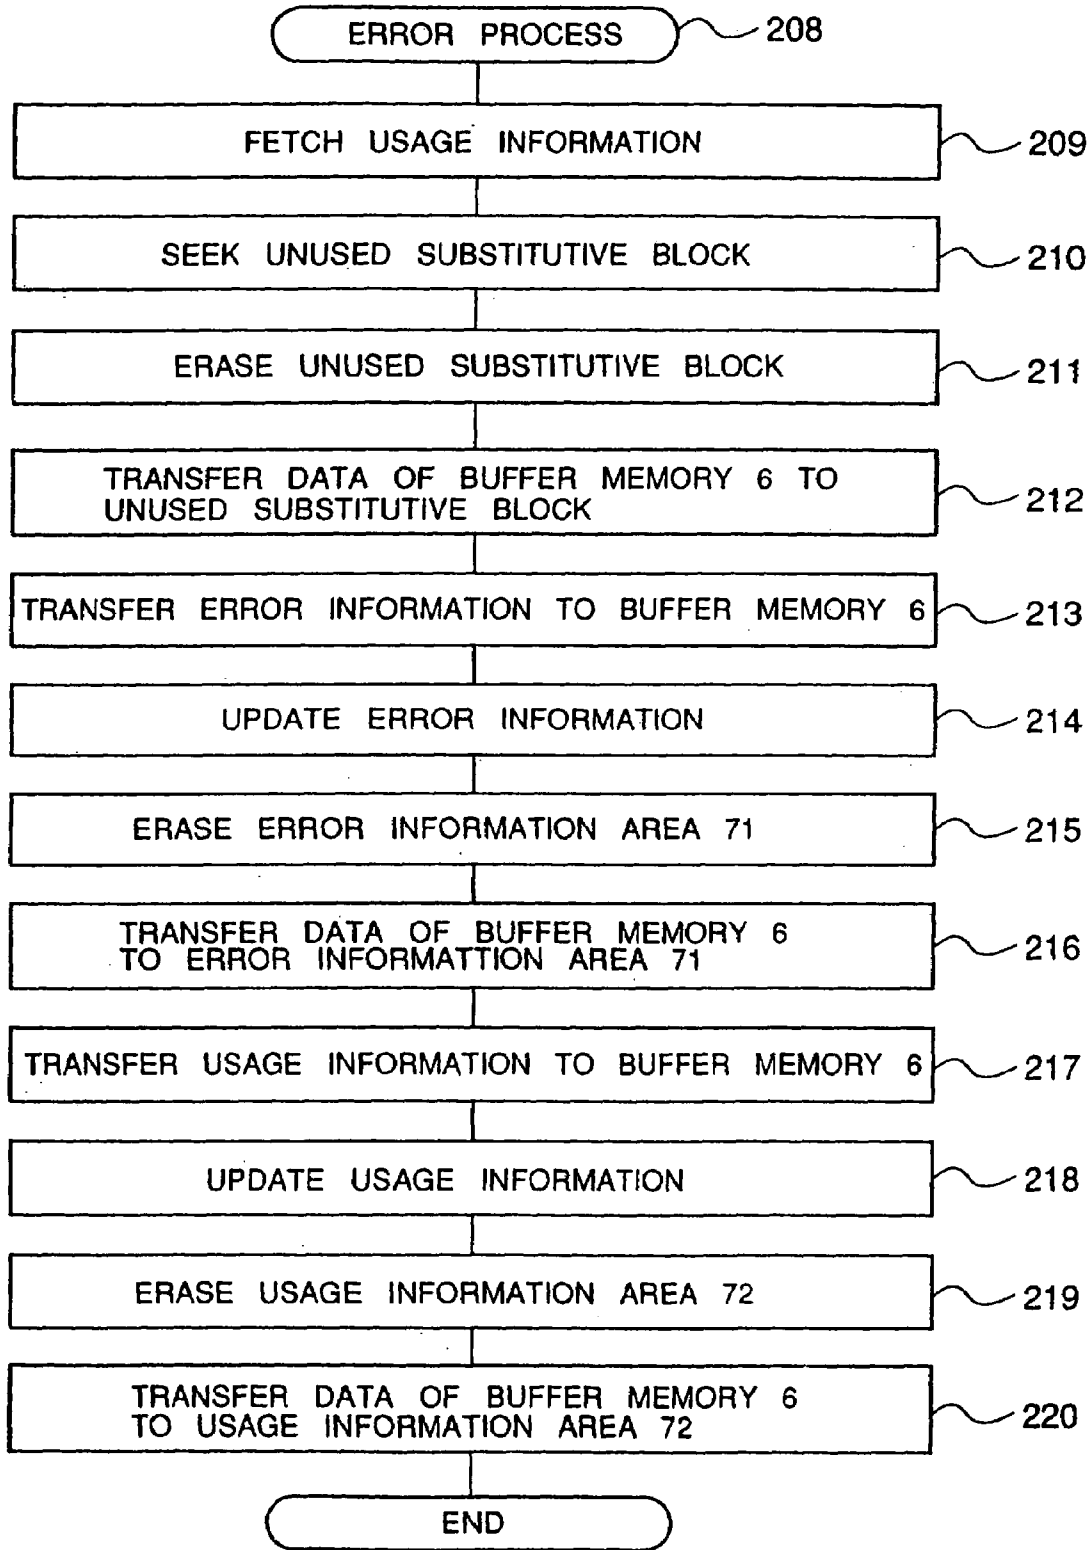 ERROR PROCESS 208
FETCH USAGE INFORMATION 209
SEEK UNUSED SUBSTITUTIVE BLOCK 210
ERASE UNUSED SUBSTITUTIVE BLOCK 211
TRANSFER DATA OF BUFFER MEMORY 6 TO
UNUSED SUBSTITUTIVE BLOCK 212
TRANSFER ERROR INFORMATION TO BUFFER MEMORY 6 213
UPDATE ERROR INFORMATION 214
ERASE ERROR INFORMATION AREA 71 215
TRANSFER DATA OF BUFFER MEMORY 6
TO ERROR INFORMATTION AREA 71 216
TRANSFER USAGE INFORMATION TO BUFFER MEMORY 6 217
UPDATE USAGE INFORMATION 218
ERASE USAGE INFORMATION AREA 72 219
TRANSFER DATA OF BUFFER MEMORY 6
TO USAGE INFORMATION AREA 72 220
END